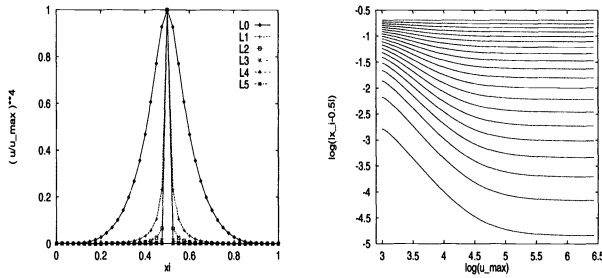 1
0.8
0.6
0.4
0.2
0
( u/u_max )**4
L0
L1
L2
L3
L4
L5
0 0.2 0.4 0.6 0.8 1
xi
-0.5
-1
-1.5
-2
-2.5
-3
-3.5
-4
-4.5
-5
log(|x_i-0.5|)
3 3.5 4 4.5 5 5.5 6 6.5
log(u_max)